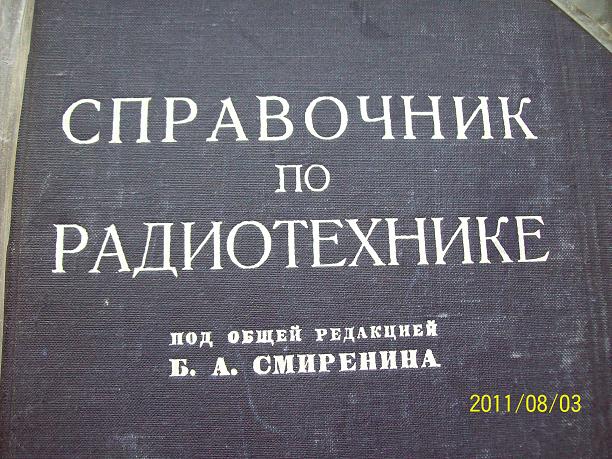 СПРАВОЧНИК
ПО
РАДИОТЕХНИКЕ
ПОД ОБЩЕЙ РЕДАКЦИЕЙ
Б. А. СМИРЕНИНА
2011/08/03